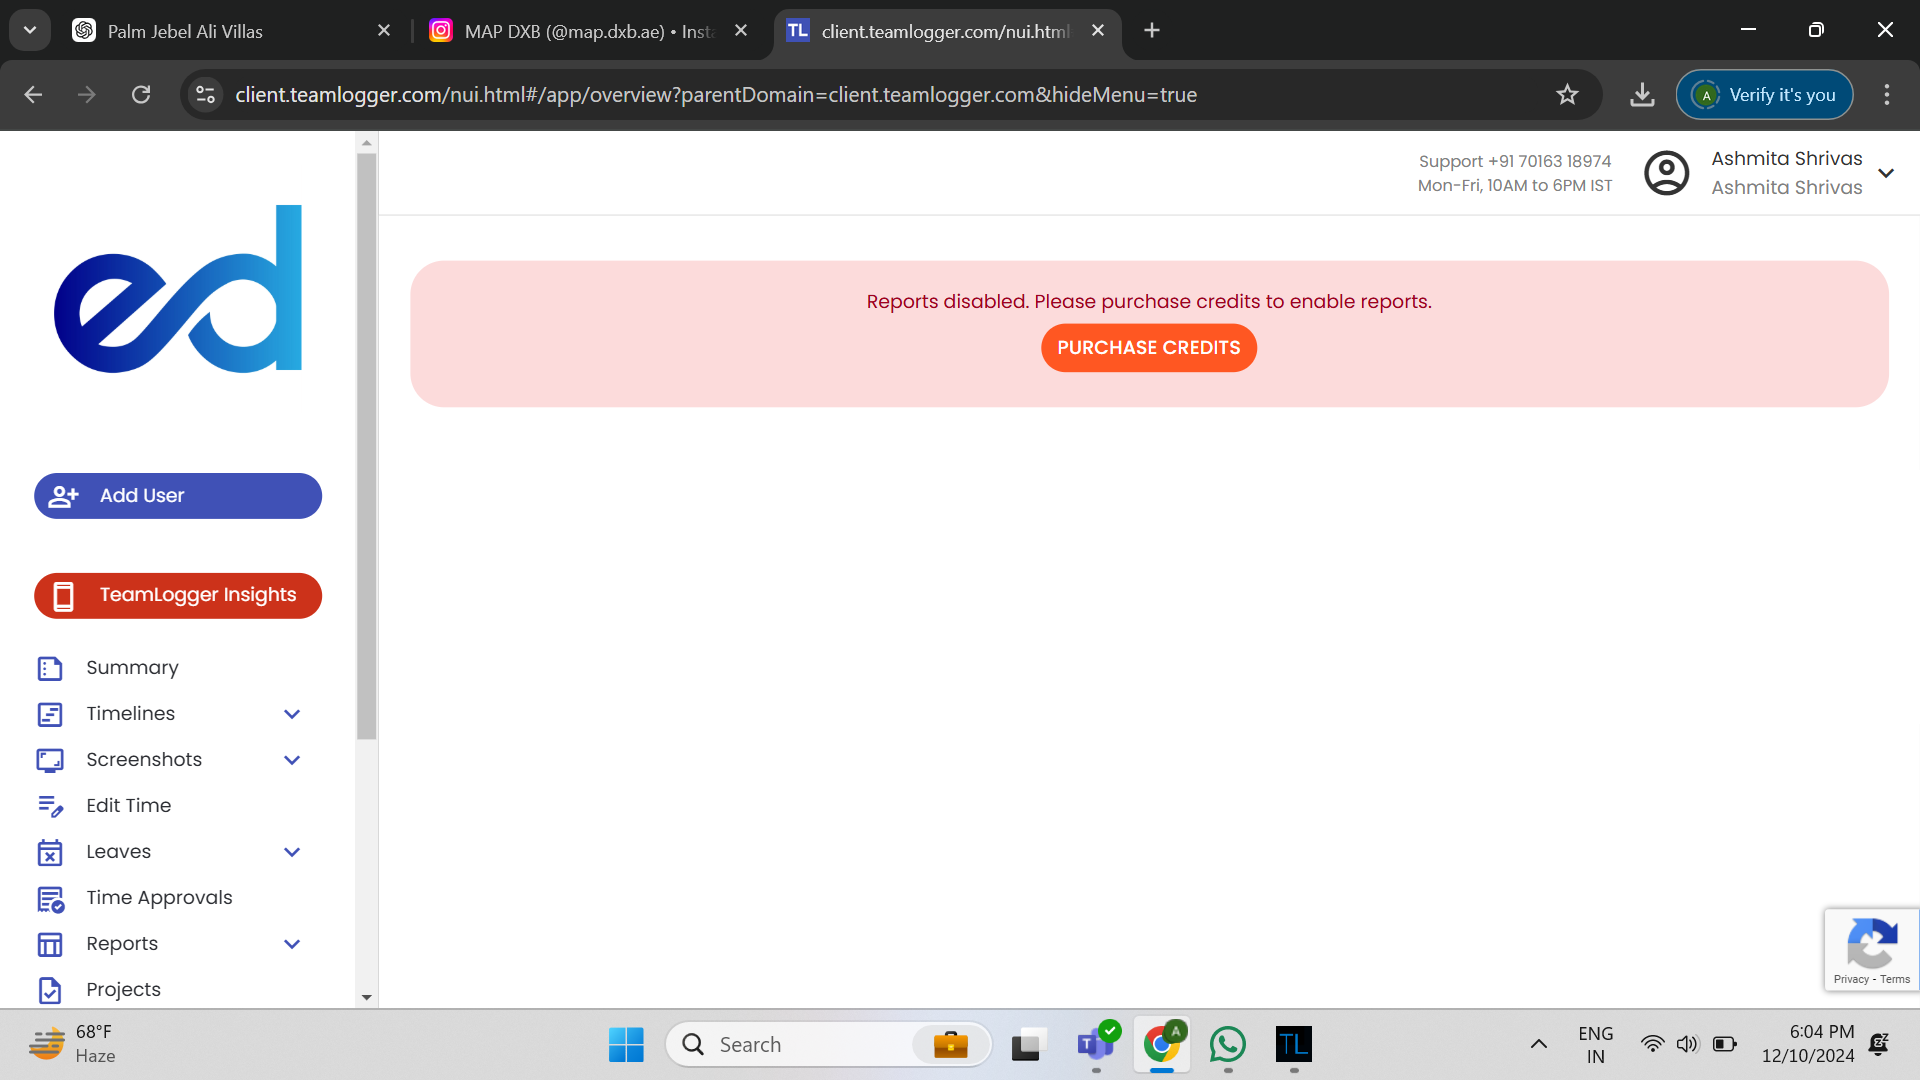 Palm Jebel Ali Villas
MAP DXB (@map.dxb.ae) • Insta
TL
client.teamlogger.com/nui.html
client.teamlogger.com/nui.html#/app/overview?parentDomain=client.teamlogger.com&hideMenu=true
A
Verify it's you
Support +91 70163 18974
Mon-Fri, 10AM to 6PM IST
Ashmita Shrivas
Ashmita Shrivas
ed
Reports disabled. Please purchase credits to enable reports.
PURCHASE CREDITS
Add User
TeamLogger Insights
Summary
Timelines
Screenshots
Edit Time
Leaves
Time Approvals
Reports
Projects
Privacy - Terms
68°F
Haze
Search
T
A
TL
ENG
IN
6:04 PM
12/10/2024